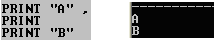 PRINT "A" ,
PRINT
PRINT "B"
A
B